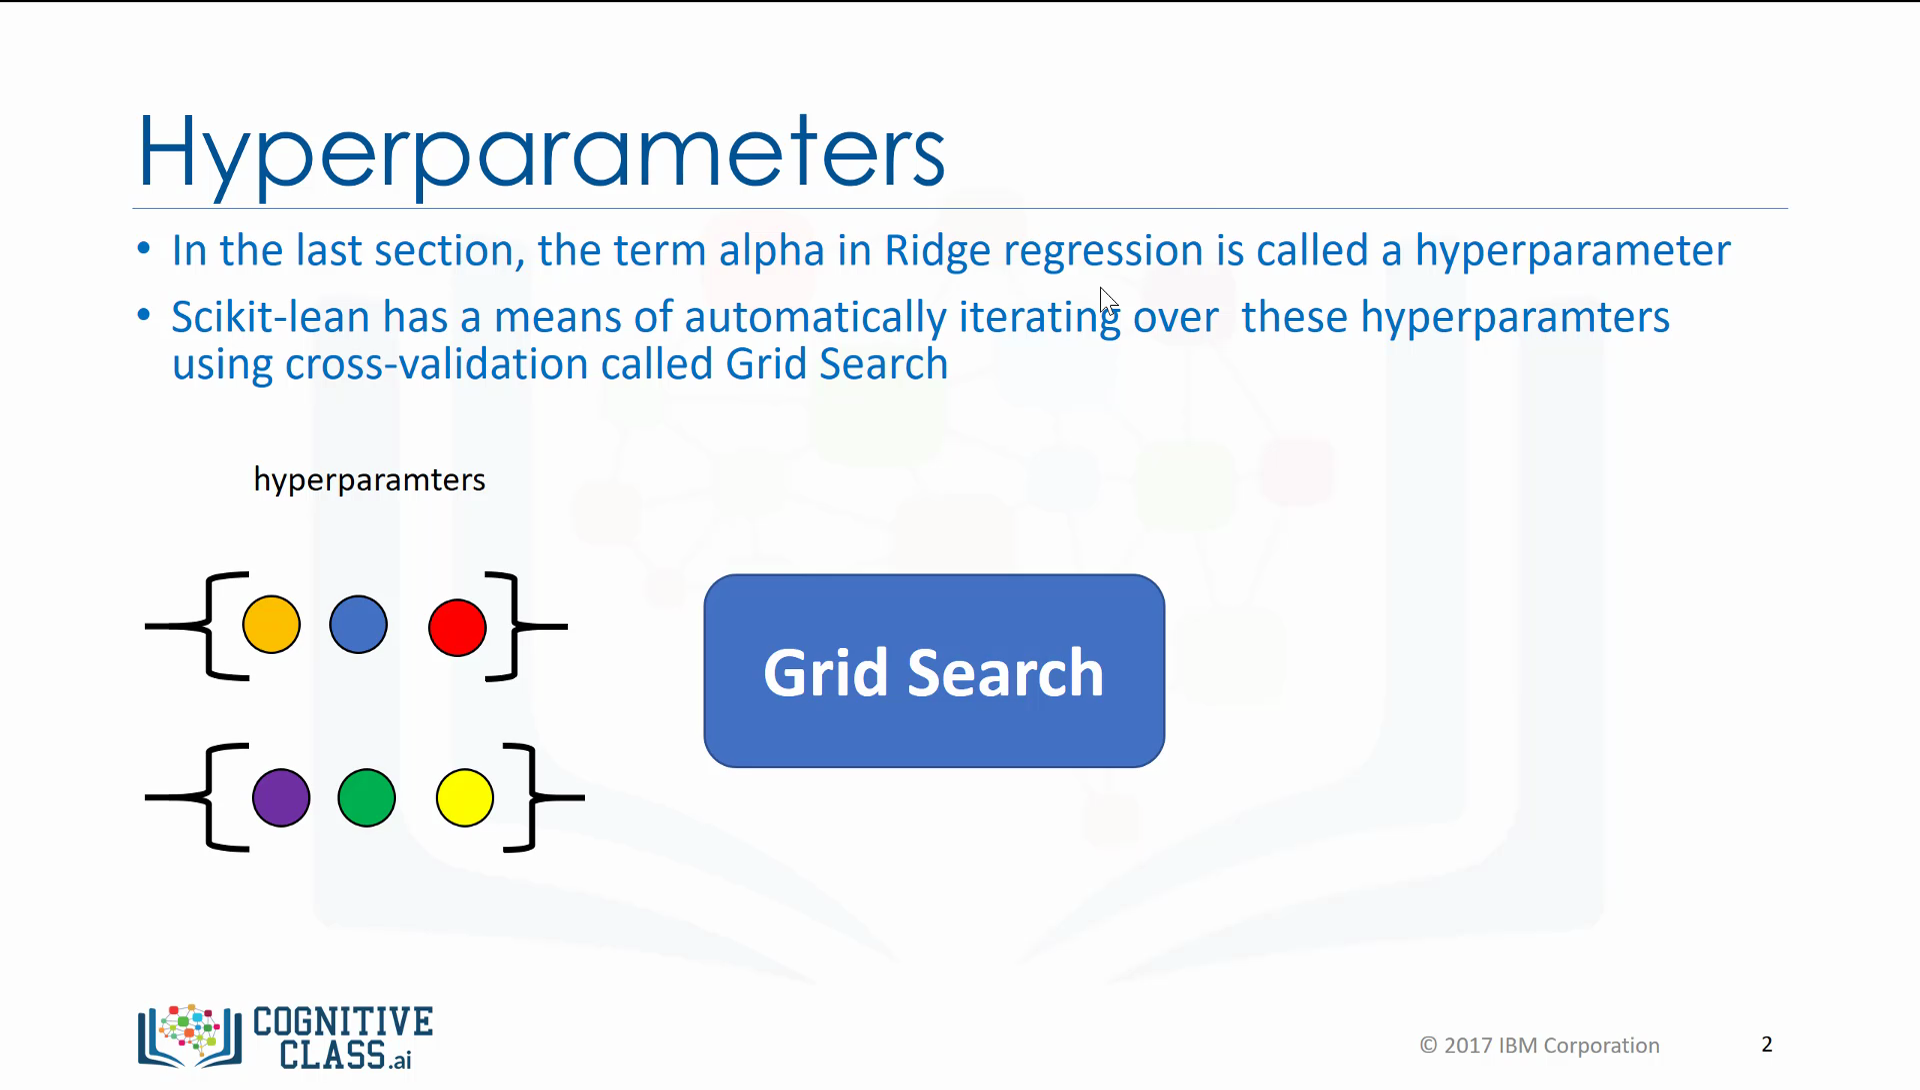 Hyperparameters
• In the last section, the term alpha in Ridge regression is called a hyperparameter
• Scikit-lean has a means of automatically iterating over these hyperparamters
using cross-validation called Grid Search
hyperparamters
Grid Search
COGNITIVE
CLASS.ai
© 2017 IBM Corporation 2